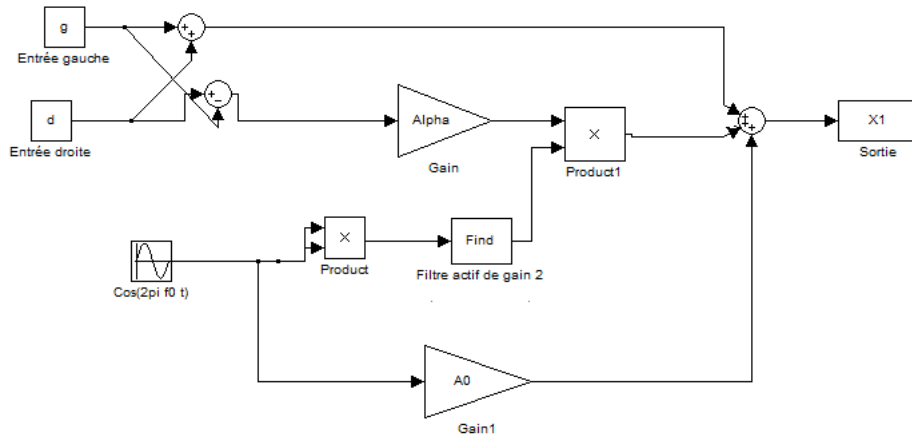 g
+
+
Entrée gauche
+
−
d
Entrée droite
Alpha
Gain
×
Product1
+
+
+
X1
Sortie
×
Product
Find
Filtre actif de gain 2
Cos(2pi f0 t)
A0
Gain1